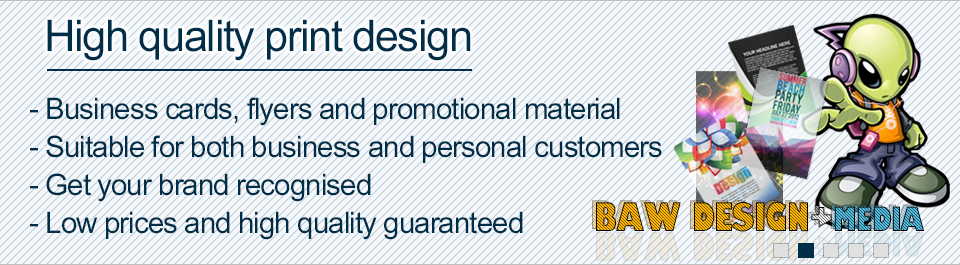 High quality print design
- Business cards, flyers and promotional material
- Suitable for both business and personal customers
- Get your brand recognised
- Low prices and high quality guaranteed
YOUR HEADLINE HERE
SUMMER
BEACH
PARTY
FRIDAY
Design
BAW DESIGN+MEDIA